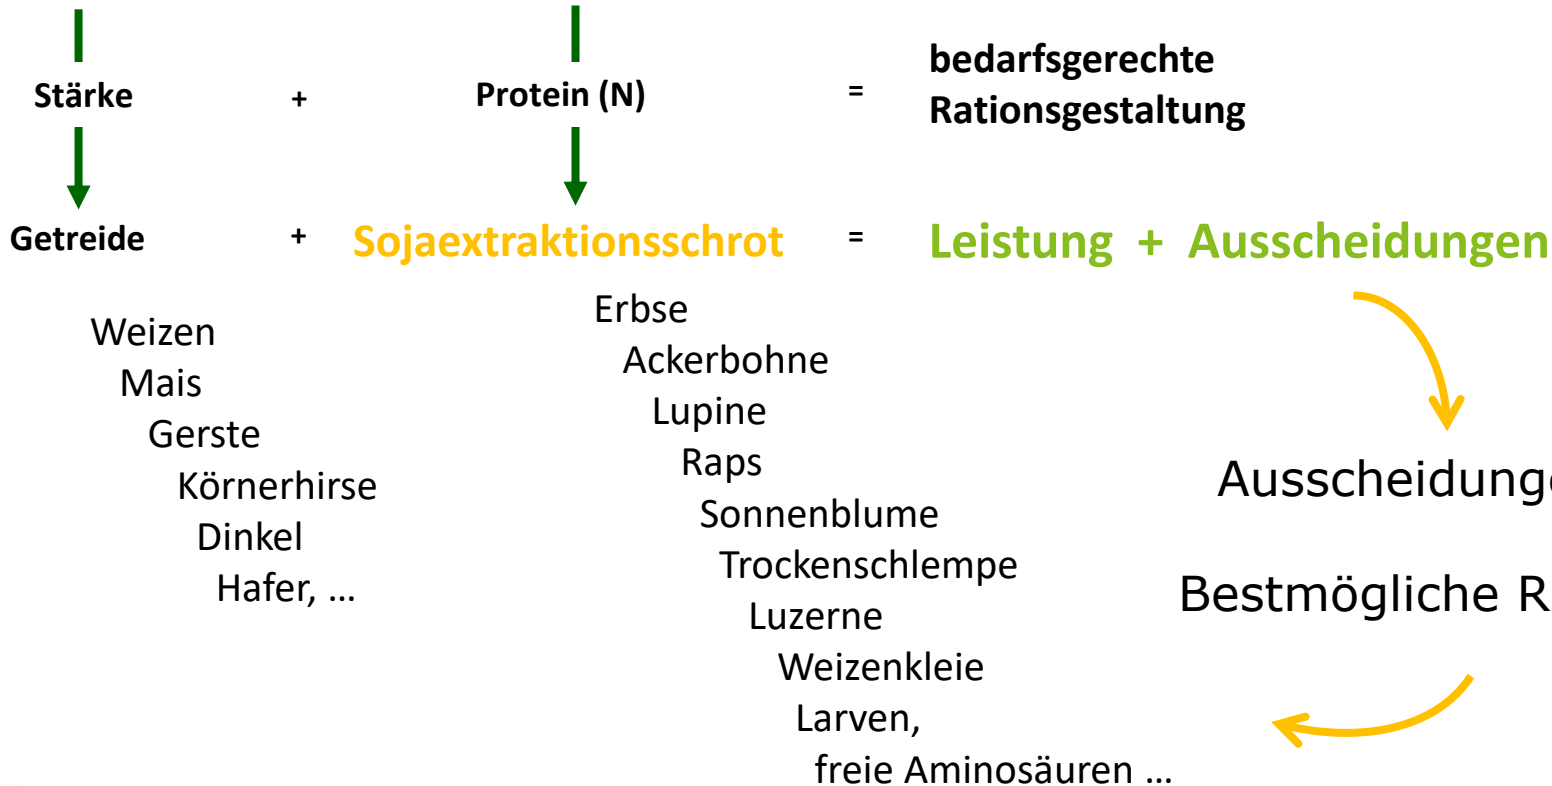 Stärke + Protein (N) = bedarfsgerechte
Rationsgestaltung
Getreide + Sojaextraktionsschrot = Leistung + Ausscheidungen
Weizen
Mais
Gerste
Körnerhirse
Dinkel
Hafer, ...
Erbse
Ackerbohne
Lupine
Raps
Sonnenblume
Trockenschlempe
Luzerne
Weizenkleie
Larven,
freie Aminosäuren ...
Bestmögliche